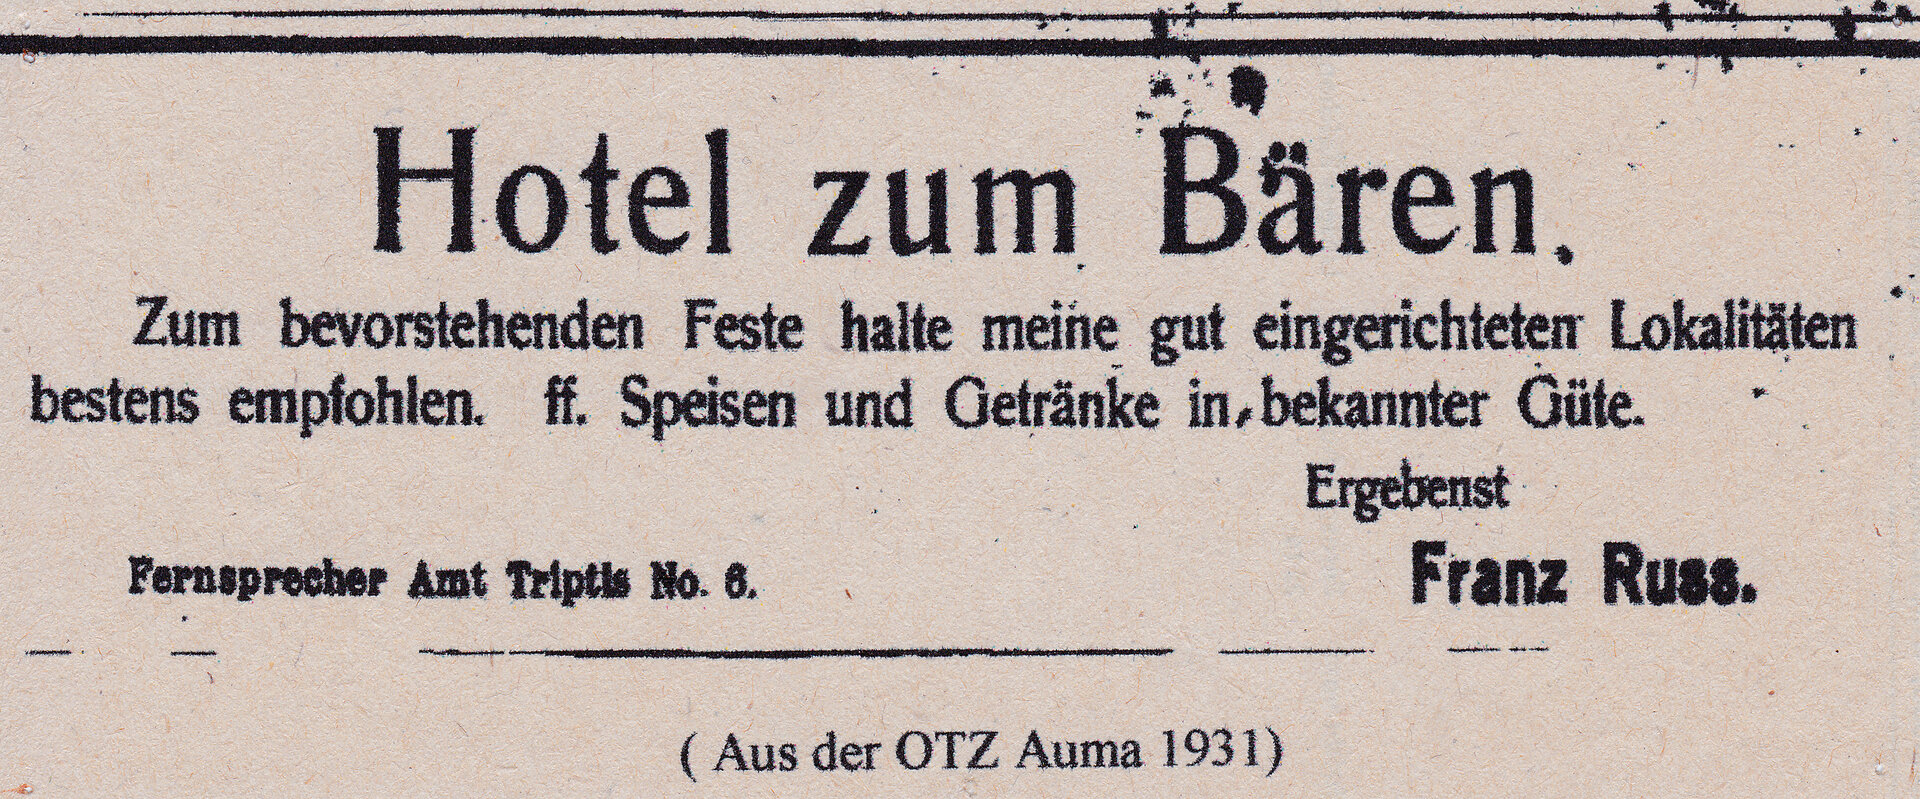 Hotel zum Bären.
Zum bevorstehenden Feste halte meine gut eingerichteten Lokalitäten
bestens empfohlen. ff. Speisen und Getränke in bekannter Güte.
Ergebenst
Fernsprecher Amt Triptis No. 6. Franz Russ.
( Aus der OTZ Auma 1931)